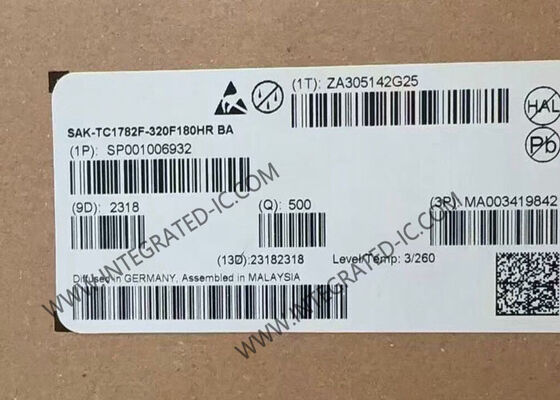 (1T): ZA305142G25
HAL
SAK-TC1782F-320F180HR BA
(1P): SP001006932
Pb
(9D): 2318
(Q): 500
(3P) MA003419842
(13D):23182318
Level/Temp: 3/260
Diffused in GERMANY. Assembled in MALAYSIA
WWW.INTEGRATED-IC.COM
WWW.INTEGRATED-IC.COM